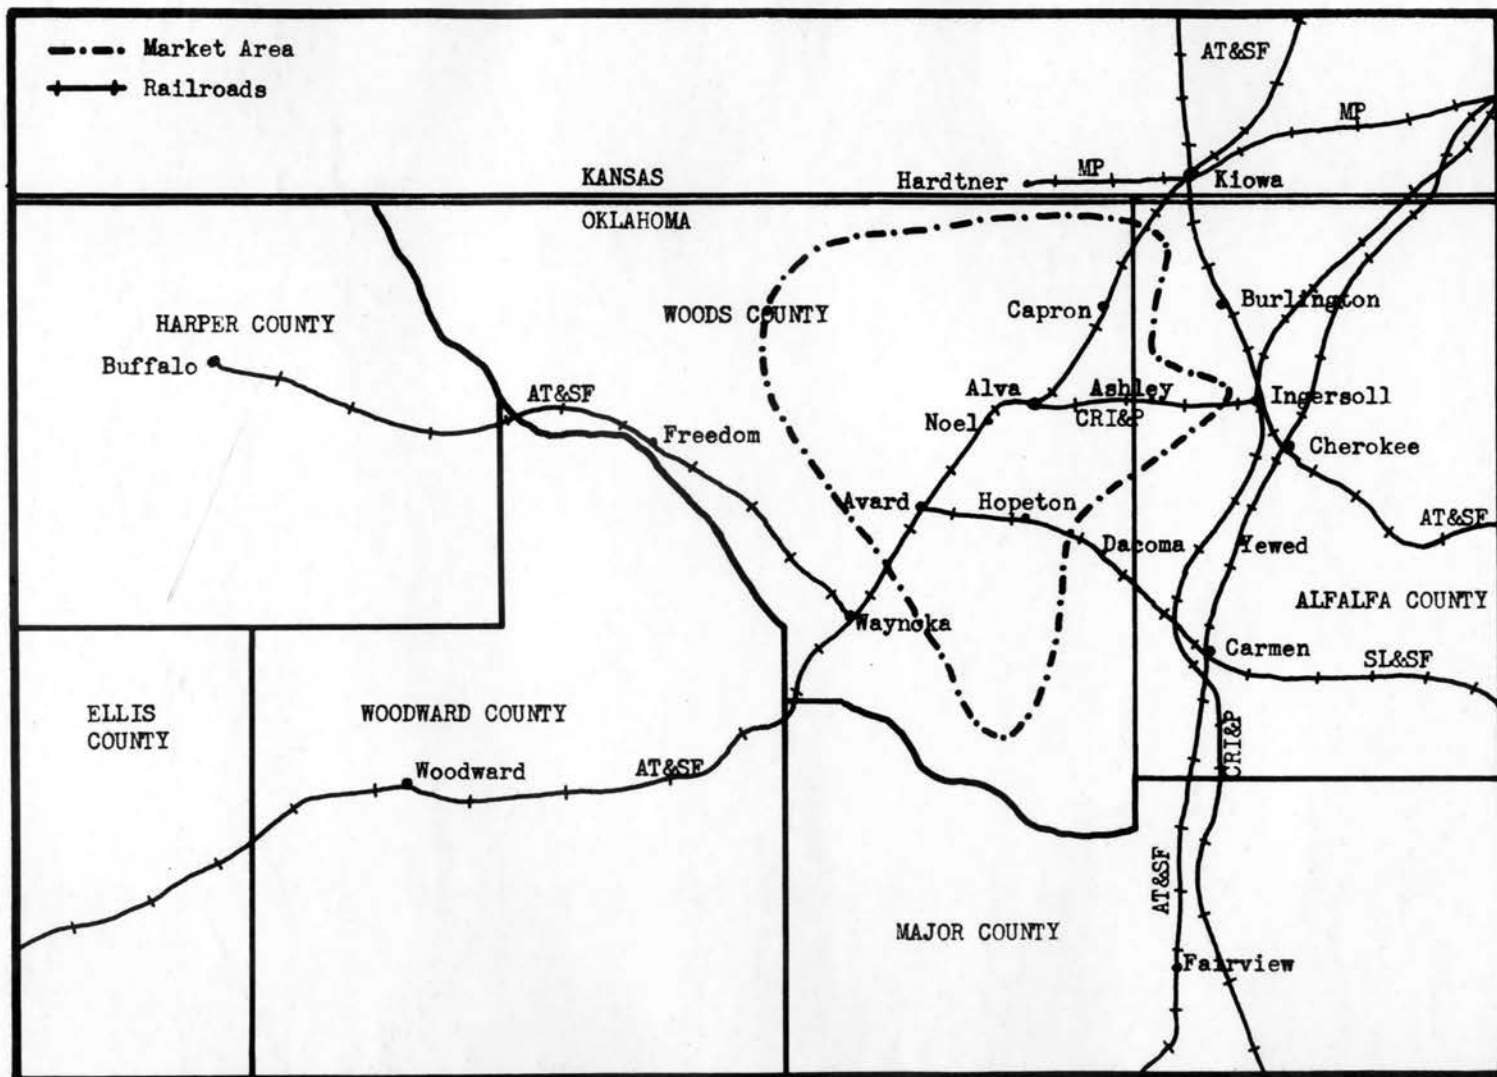 Market Area
Railroads
AT&SF
MP
KANSAS
Hardtner
MP
Kiowa
OKLAHOMA
HARPER COUNTY
WOODS COUNTY
Capron
Burlington
Buffalo
AT&SF
Alva
Ashley
Ingersoll
Noel
CRI&P
Freedom
Cherokee
Avard
Hopeton
AT&SF
Dacoma
Yewed
ALFALFA COUNTY
Waynoka
Carmen
SL&SF
ELLIS
COUNTY
WOODWARD COUNTY
CRI&P
Woodward
AT&SF
AT&SF
MAJOR COUNTY
Fairview